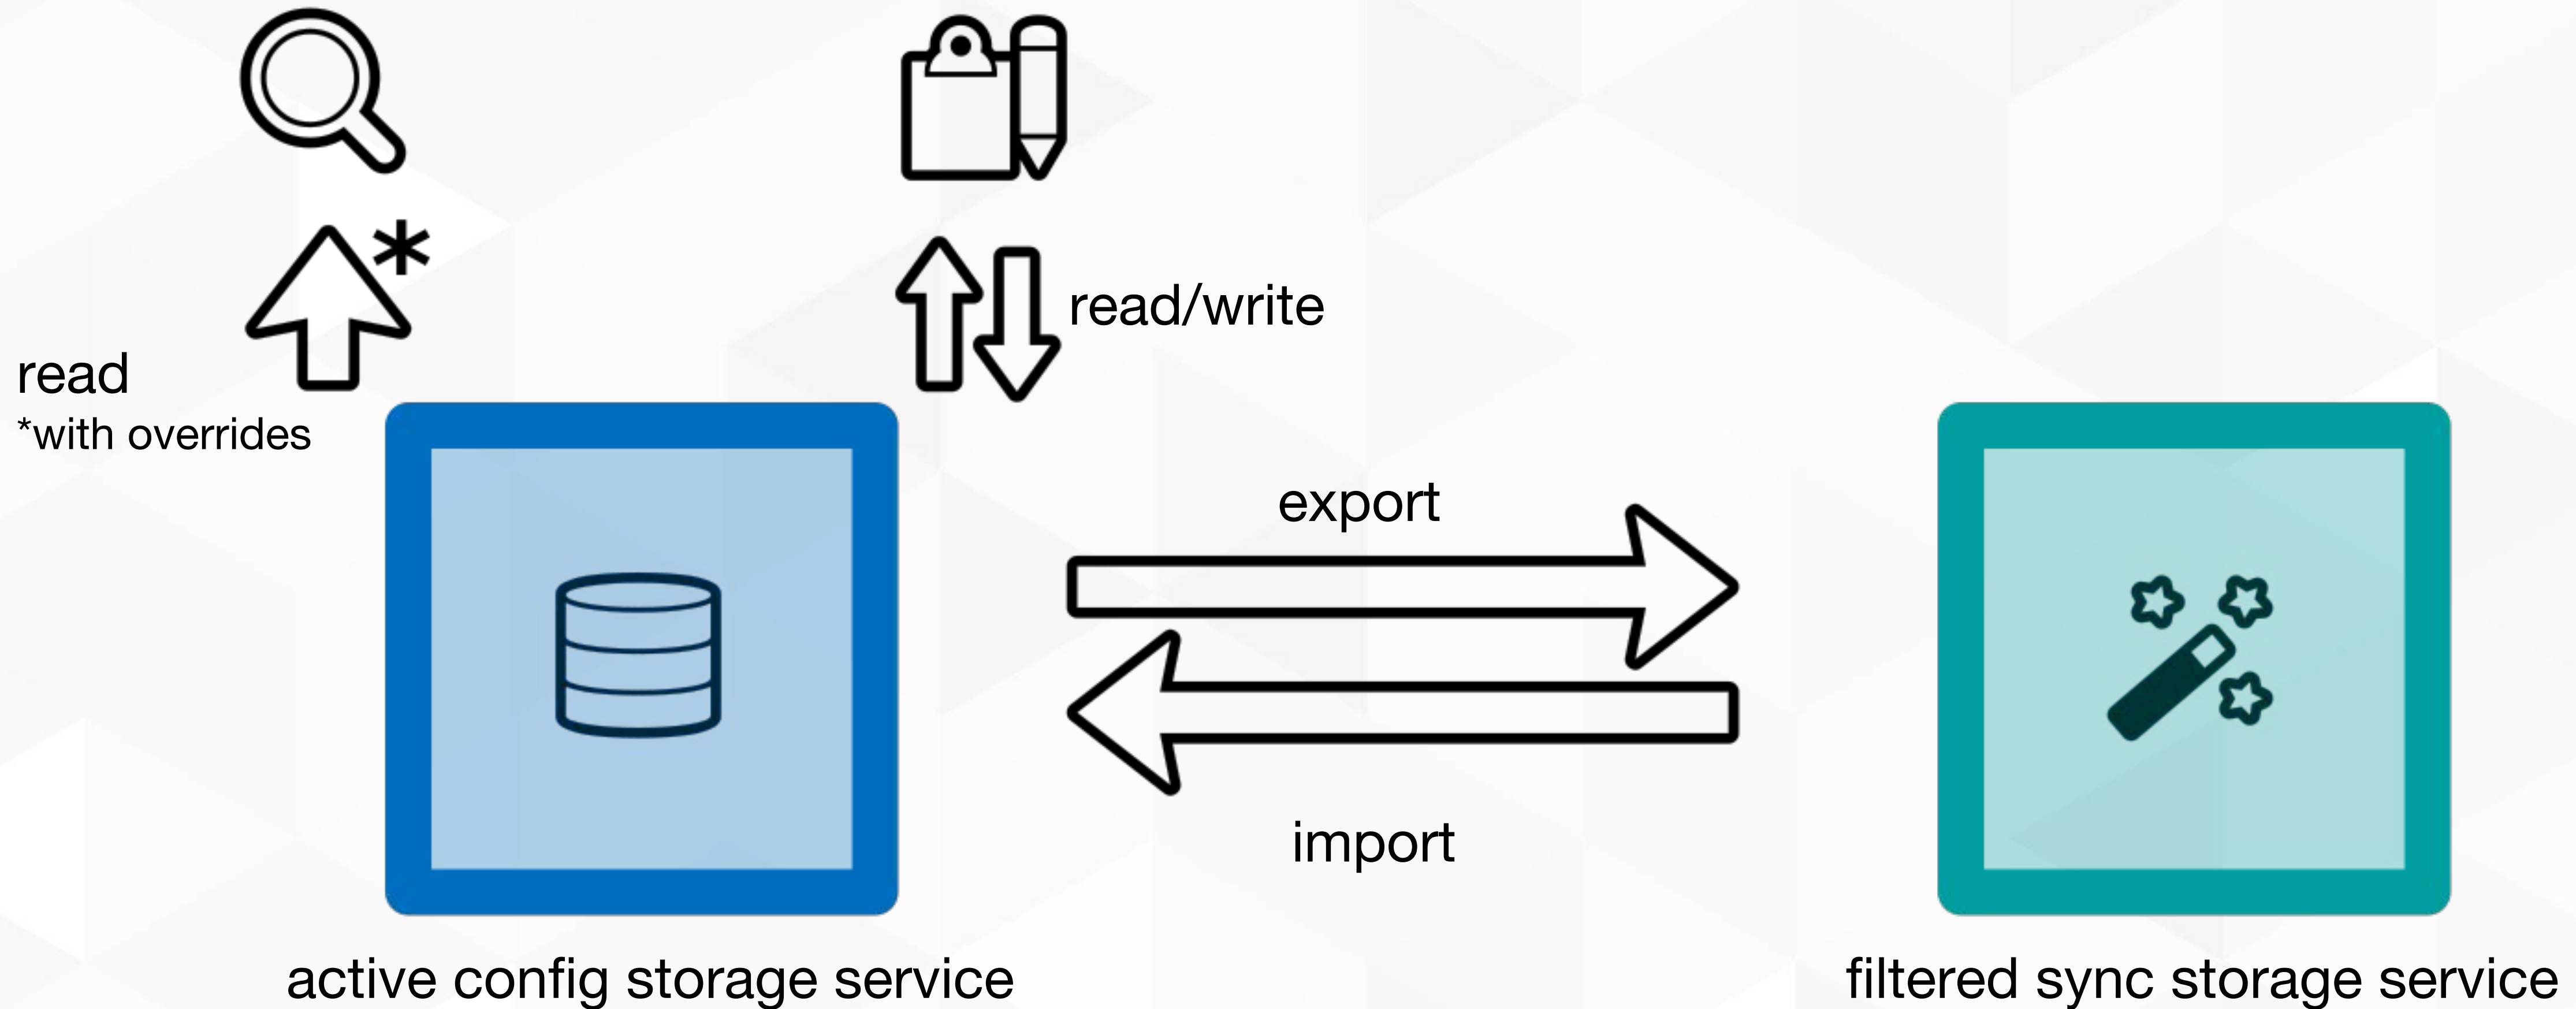 *
read/write
read
*with overrides
export
import
active config storage service
filtered sync storage service